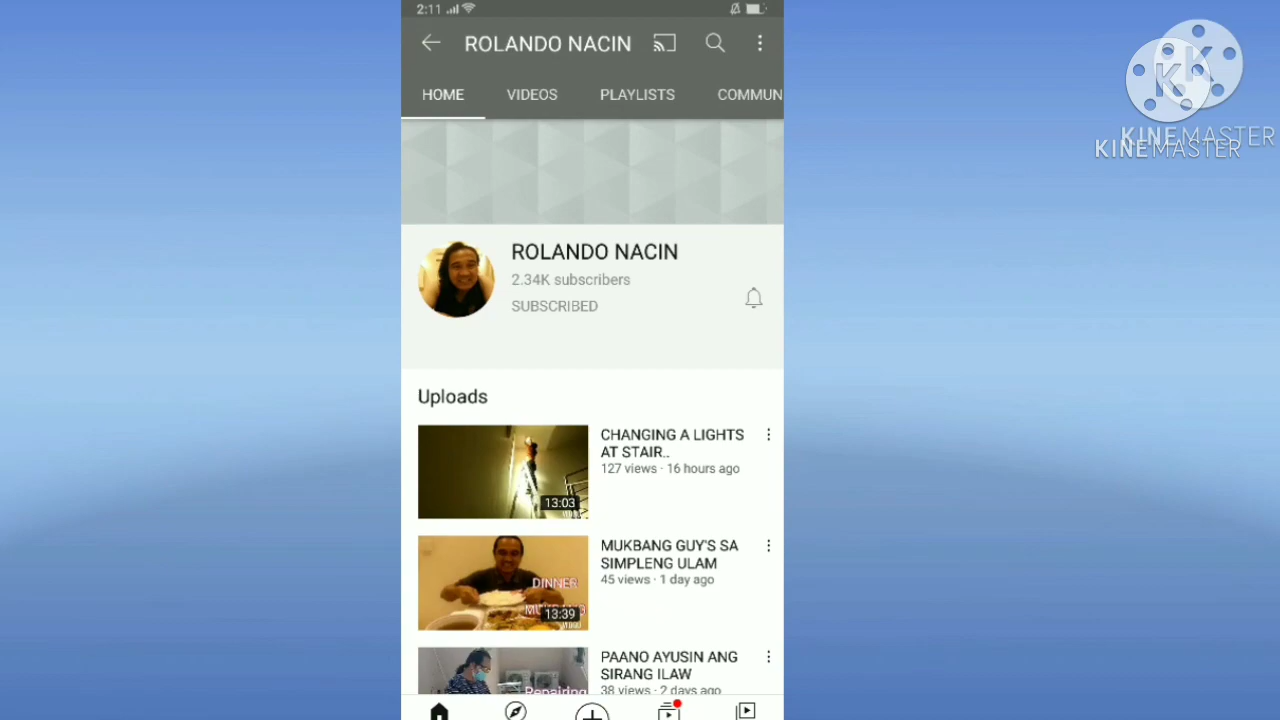 2:11
ROLANDO NACIN
HOME VIDEOS PLAYLISTS COMMUN
ROLANDO NACIN
2.34K subscribers
SUBSCRIBED
Uploads
CHANGING A LIGHTS
AT STAIR..
127 views · 16 hours ago
13:03
MUKBANG GUY'S SA
SIMPLENG ULAM
45 views · 1 day ago
DINNER
13:39
PAANO AYUSIN ANG
SIRANG ILAW
38 views · 2 days ago
Repairing
K
K
KINEMASTER
KINEMASTER